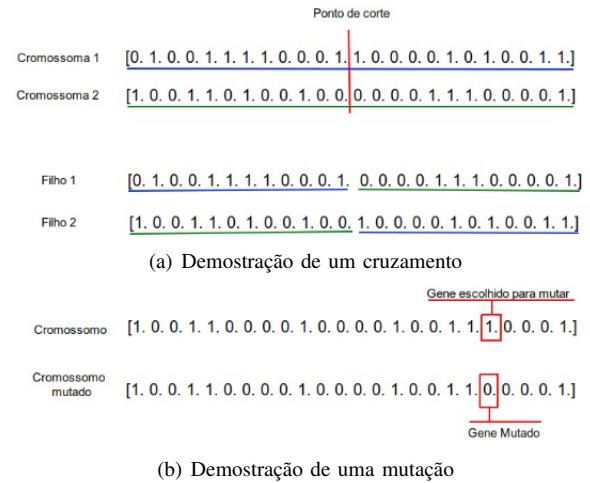 Ponto de corte
Cromossoma 1 [0. 1. 0. 0. 1. 1. 1. 1. 1. 0. 0. 0. 1. 1. 0. 0. 0. 0. 1. 0. 1. 0. 0. 1. 1.]
Cromossoma 2 [1. 0. 0. 1. 1. 0. 1. 0. 0. 1. 0. 0. 0. 0. 0. 0. 1. 1. 1. 0. 0. 0. 0. 1.]
Filho 1 [0. 1. 0. 0. 1. 1. 1. 1. 1. 0. 0. 0. 1. 0. 0. 0. 0. 1. 1. 1. 0. 0. 0. 0. 1.]
Filho 2 [1. 0. 0. 1. 1. 0. 1. 0. 0. 1. 0. 0. 1. 0. 0. 0. 0. 1. 0. 1. 0. 0. 1. 1.]
(a) Demostração de um cruzamento
Gene escolhido para mutar
Cromossomo [1. 0. 0. 1. 1. 0. 0. 0. 0. 1. 0. 0. 0. 0. 1. 0. 0. 1. 1. 1. 0. 0. 0. 1.]
Cromossomo
mutado [1. 0. 0. 1. 1. 0. 0. 0. 0. 1. 0. 0. 0. 0. 1. 0. 0. 1. 1. 0. 0. 0. 0. 1.]
Gene Mutado
(b) Demostração de uma mutação